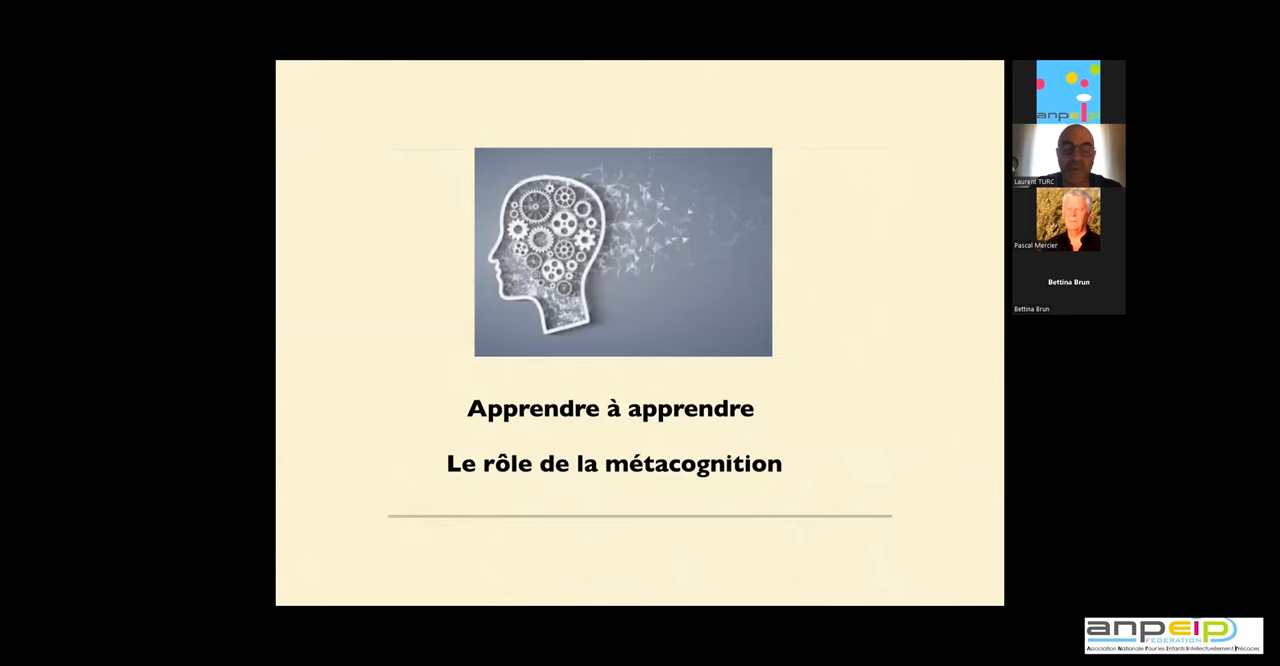 Apprendre à apprendre
Le rôle de la métacognition
anpeip
Laurent TURC
Pascal Mercier
Bettina Brun
Bettina Brun
anpeip
FEDERATION
Association Nationale Pour les Enfants Intellectuellement Précoces